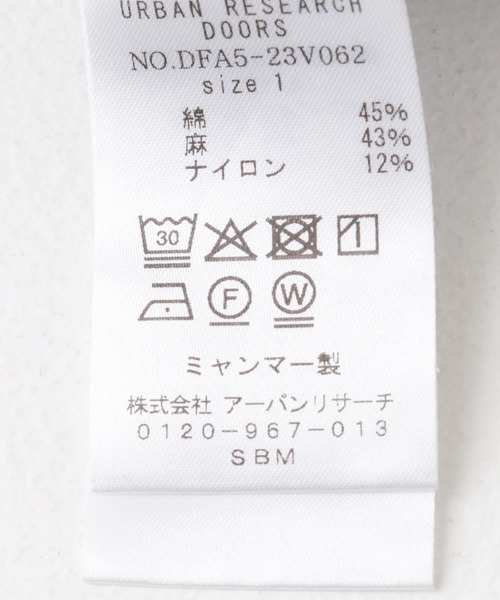 URBAN RESEARCH
DOORS
NO.DFA5-23V062
size 1
綿 45%
麻 43%
ナイロン 12%
30
F W
ミャンマー製
株式会社 アーバンリサーチ
0120-967-013
SBM